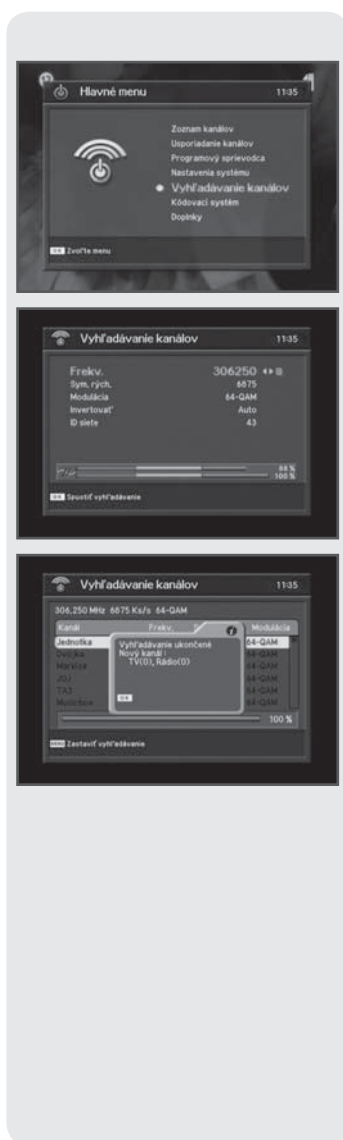 Hlavné menu 11:35
Zoznam kanálov
Usporiadanie kanálov
Programový sprievodca
Nastavenia systému
Vyhľadávanie kanálov
Kódovací systém
Doplnky
OK Zvoľte menu
Vyhľadávanie kanálov 11:35
Frekv. 306250
Sym. rých. 6875
Modulácia 64-QAM
Invertovať Auto
ID siete 43
88 %
100 %
OK Spustiť vyhľadávanie
Vyhľadávanie kanálov 11:35
306,250 MHz 6875 Ks/s 64-QAM
Kanál Frekv. Modulácia
Jednotka 64-QAM
Dvojka 64-QAM
Markíza 64-QAM
JOJ 64-QAM
TA3 64-QAM
64-QAM
Vyhľadávanie ukončené
Nový kanál :
TV(0), Rádio(0)
OK
100 %
MENU Zastaviť vyhľadávanie